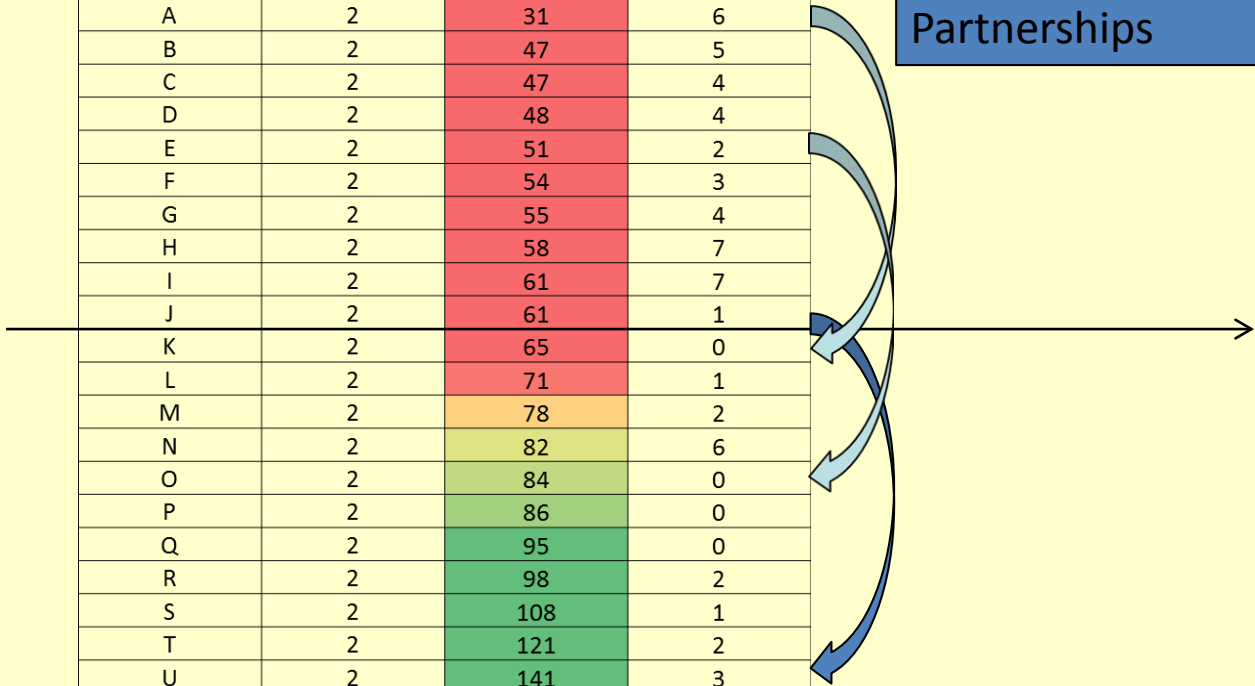 Partnerships
A 2 31 6
B 2 47 5
C 2 47 4
D 2 48 4
E 2 51 2
F 2 54 3
G 2 55 4
H 2 58 7
I 2 61 7
J 2 61 1
K 2 65 0
L 2 71 1
M 2 78 2
N 2 82 6
O 2 84 0
P 2 86 0
Q 2 95 0
R 2 98 2
S 2 108 1
T 2 121 2
U 2 141 3